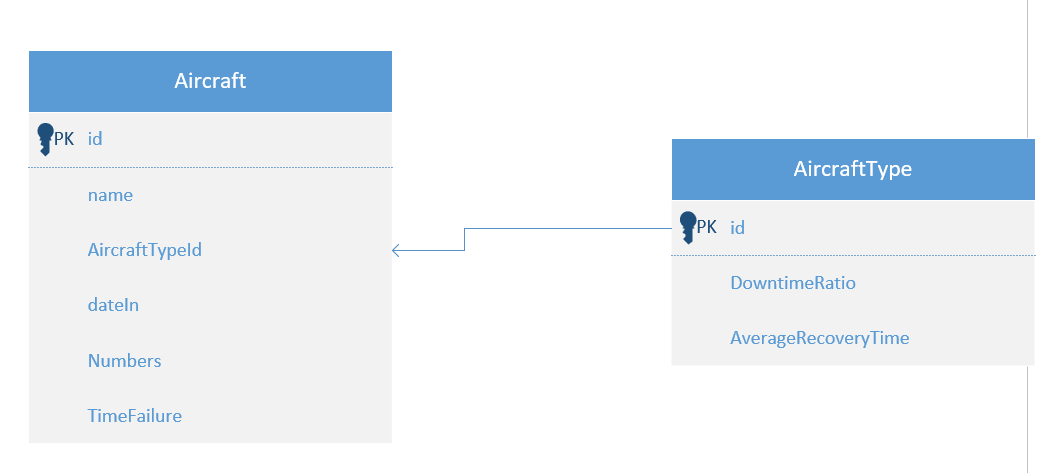 Aircraft
PK id
name
AircraftTypeId
dateIn
Numbers
TimeFailure
AircraftType
PK id
DowntimeRatio
AverageRecoveryTime